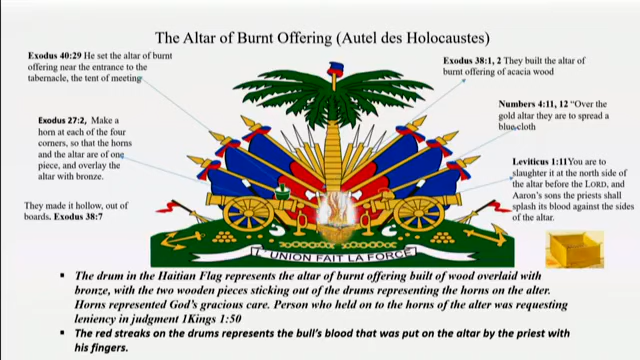 The Altar of Burnt Offering (Autel des Holocaustes)
Exodus 40:29 He set the altar of burnt
offering near the entrance to the
tabernacle, the tent of meeting
Exodus 27:2, Make a
horn at each of the four
corners, so that the horns
and the altar are of one
piece, and overlay the
altar with bronze.
They made it hollow, out of
boards. Exodus 38:7
Exodus 38:1, 2 They built the altar of
burnt offering of acacia wood
Numbers 4:11, 12 “Over the
gold altar they are to spread a
blue cloth
Leviticus 1:11You are to
slaughter it at the north side of
the altar before the LORD, and
Aaron's sons the priests shall
splash its blood against the sides
of the altar.
L'UNION FAIT LA FORCE
▪ The drum in the Haitian Flag represents the altar of burnt offering built of wood overlaid with
bronze, with the two wooden pieces sticking out of the drums representing the horns on the alter.
Horns represented God's gracious care. Person who held on to the horns of the alter was requesting
leniency in judgment 1Kings 1:50
▪ The red streaks on the drums represents the bull's blood that was put on the altar by the priest with
his fingers.